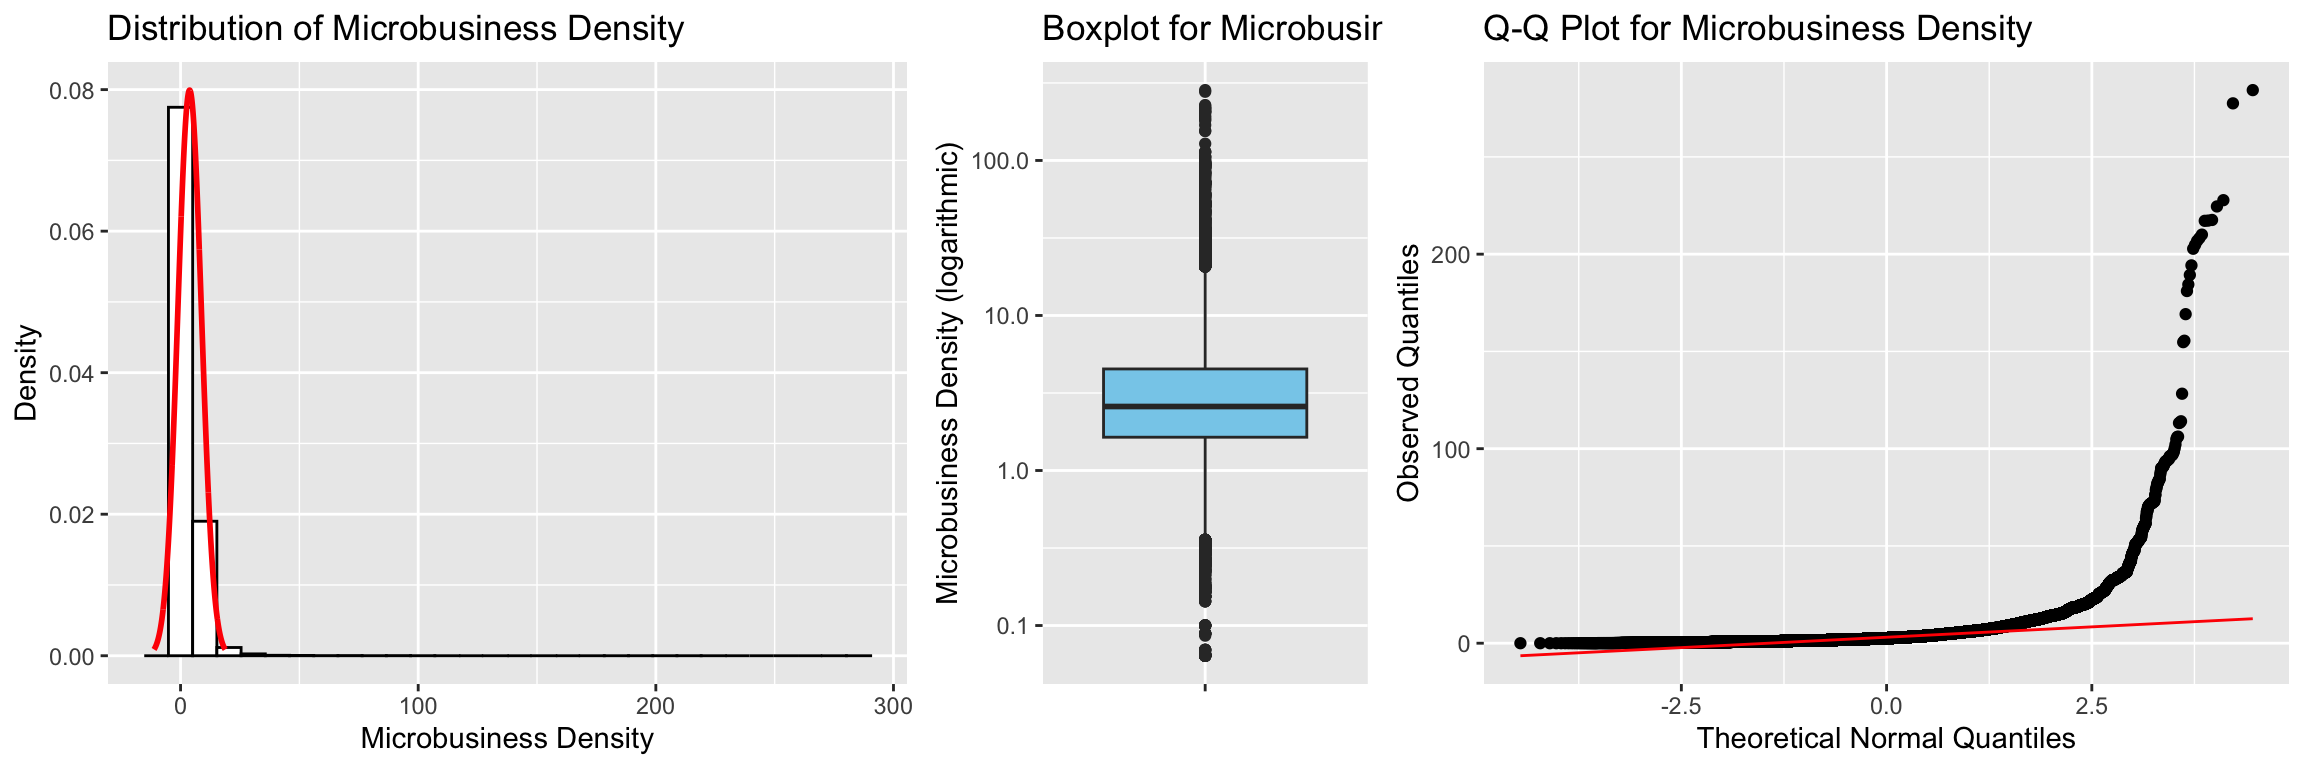 Distribution of Microbusiness Density
Density
0.08
0.06
0.04
0.02
0.00
0
100
200
300
Microbusiness Density
Boxplot for Microbusir
Microbusiness Density (logarithmic)
100.0
10.0
1.0
0.1
Q-Q Plot for Microbusiness Density
Observed Quantiles
200
100
0
-2.5
0.0
2.5
Theoretical Normal Quantiles